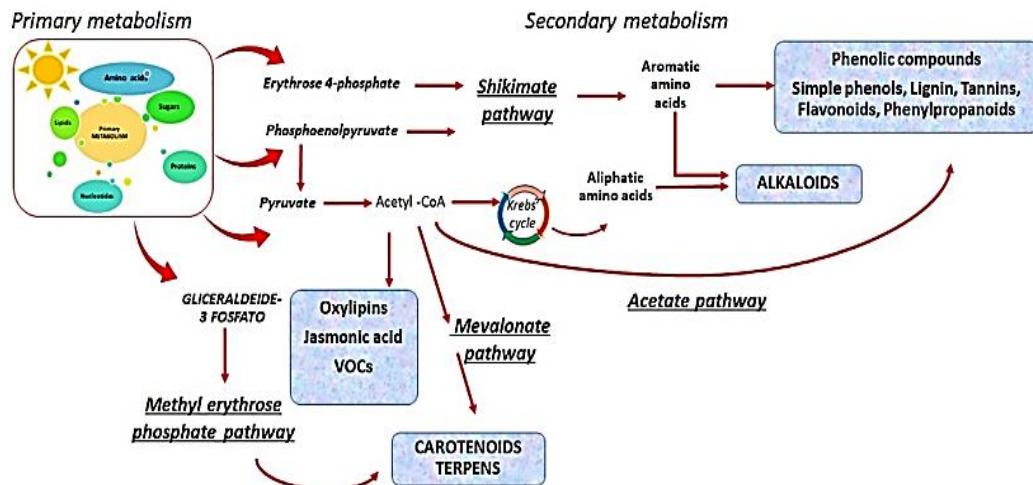 Primary metabolism
Secondary metabolism
Amino acids
Sugars
Lipids
Primary
METABOLISM
Proteins
Nucleotides
Erythrose 4-phosphate
Phosphoenolpyruvate
Pyruvate
Acetyl -CoA
Krebs'
cycle
Shikimate
pathway
Aromatic
amino
acids
Aliphatic
amino acids
Phenolic compounds
Simple phenols, Lignin, Tannins,
Flavonoids, Phenylpropanoids
ALKALOIDS
Acetate pathway
GLICERALDEIDE-
3 FOSFATO
Oxylipins
Jasmonic acid
VOCs
Mevalonate
pathway
Methyl erythrose
phosphate pathway
CAROTENOIDS
TERPENS